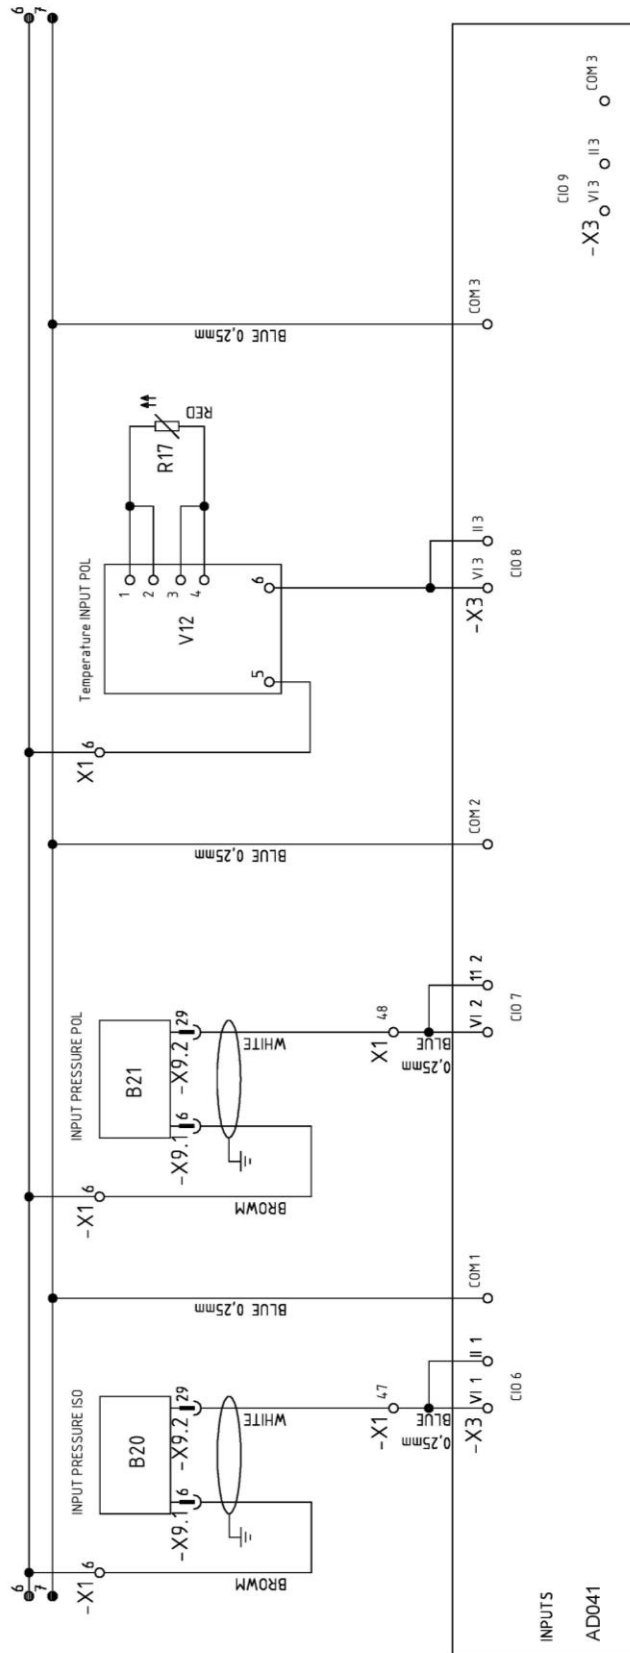 6
7
6
7
INPUT PRESSURE ISO
-X1 6
B20
-X9.1 6
-X9.2 29
BROWM
WHITE
-X1 47
BLUE
0,25mm
-X3 VI 1 II 1
CIO 6
BLUE 0,25mm
COM 1
INPUT PRESSURE POL
-X1 6
B21
-X9.1 6
-X9.2 29
BROWM
WHITE
X1 48
BLUE
0,25mm
VI 2 11 2
CIO 7
BLUE 0,25mm
COM 2
X1 6
Temperature INPUT POL
V12
1
2
3
4
5 6
R17
RED
-X3 VI 3 II 3
CIO 8
BLUE 0,25mm
COM 3
CIO 9
-X3 VI 3 II 3 COM 3
INPUTS
AD041